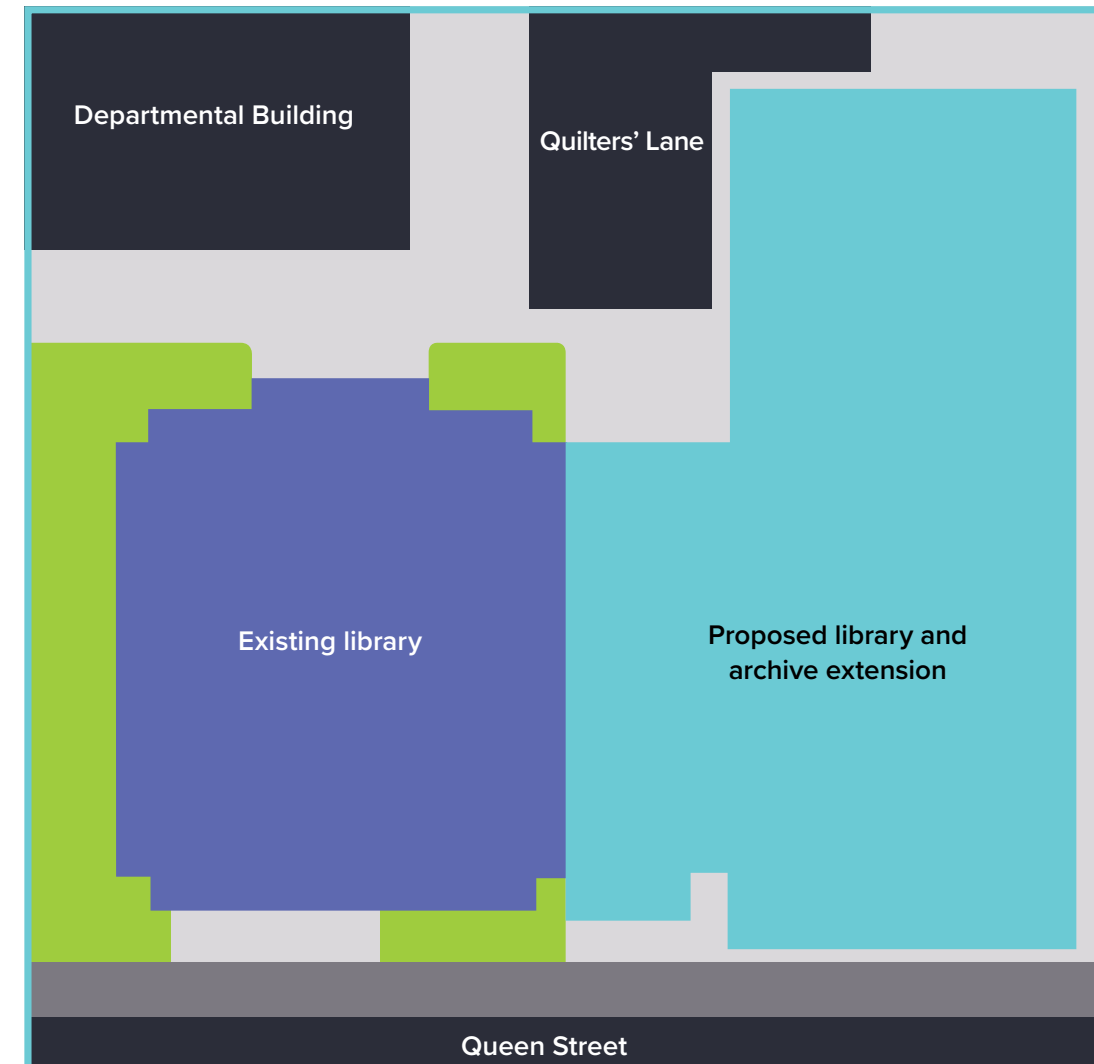 Departmental Building
Quilters’ Lane
Existing library
Proposed library and
archive extension
Queen Street